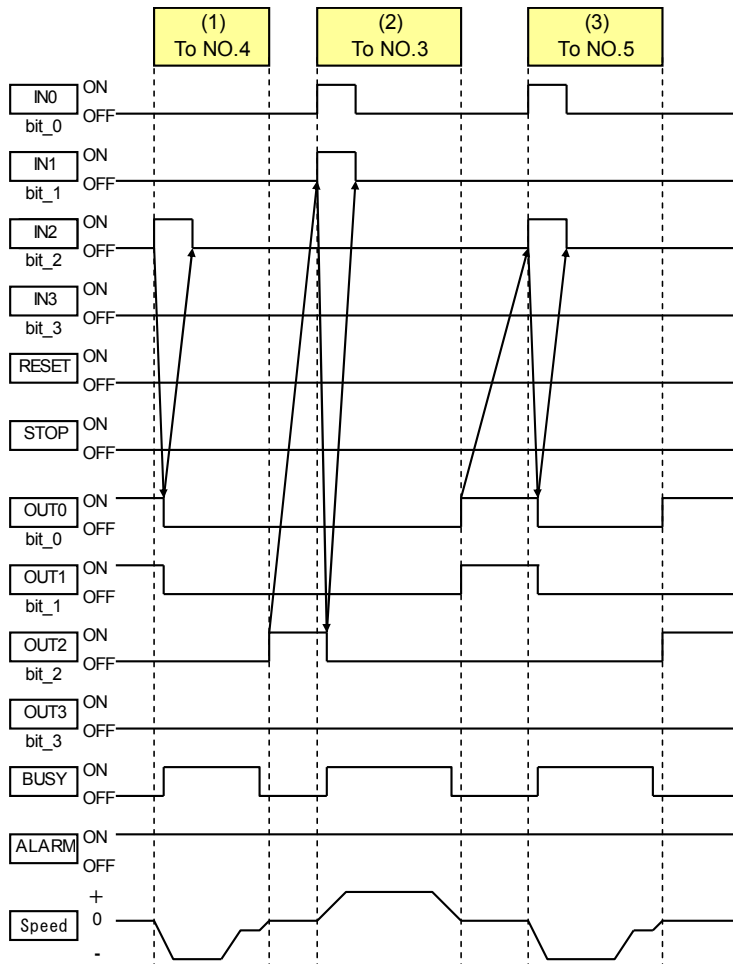 (1)
To NO.4
(2)
To NO.3
(3)
To NO.5
IN0
bit_0
ON
OFF
IN1
bit_1
ON
OFF
IN2
bit_2
ON
OFF
IN3
bit_3
ON
OFF
RESET
ON
OFF
STOP
ON
OFF
OUT0
bit_0
ON
OFF
OUT1
bit_1
ON
OFF
OUT2
bit_2
ON
OFF
OUT3
bit_3
ON
OFF
BUSY
ON
OFF
ALARM
ON
OFF
Speed
+
0
-